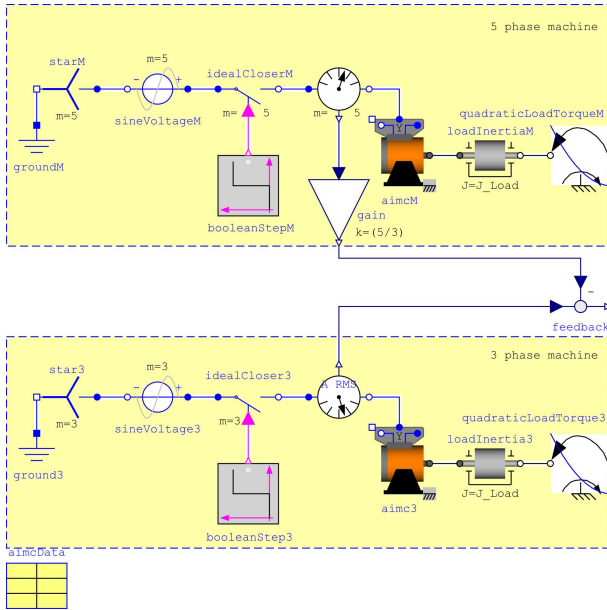 5 phase machine
m=5
starM
idealCloserM
- +
m=5
m= 5
m= 5
sineVoltageM
quadraticLoadTorqueM
loadInertiaM
Y
groundM
J=J_Load
aimcM
gain
booleanStepM
k=(5/3)
-
feedback
3 phase machine
m=3
star3
idealCloser3
- +
A RMS
m=3
m=3
sineVoltage3
quadraticLoadTorque3
loadInertia3
Y
ground3
J=J_Load
aimc3
booleanStep3
aimcData